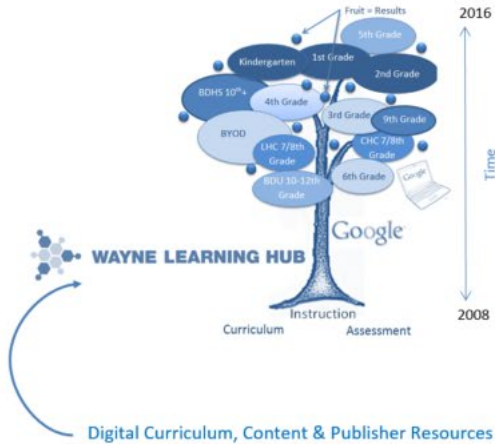 Fruit = Results
2016
5th Grade
1st Grade
Kindergarten
2nd Grade
BDHS 10th+
4th Grade
3rd Grade
9th Grade
BYOD
LHC 7/8th
Grade
CHC 7/8th
Grade
BDU 10-12th
Grade
6th Grade
Google
Time
Google
WAYNE LEARNING HUB
Instruction
2008
Curriculum
Assessment
Digital Curriculum, Content & Publisher Resources